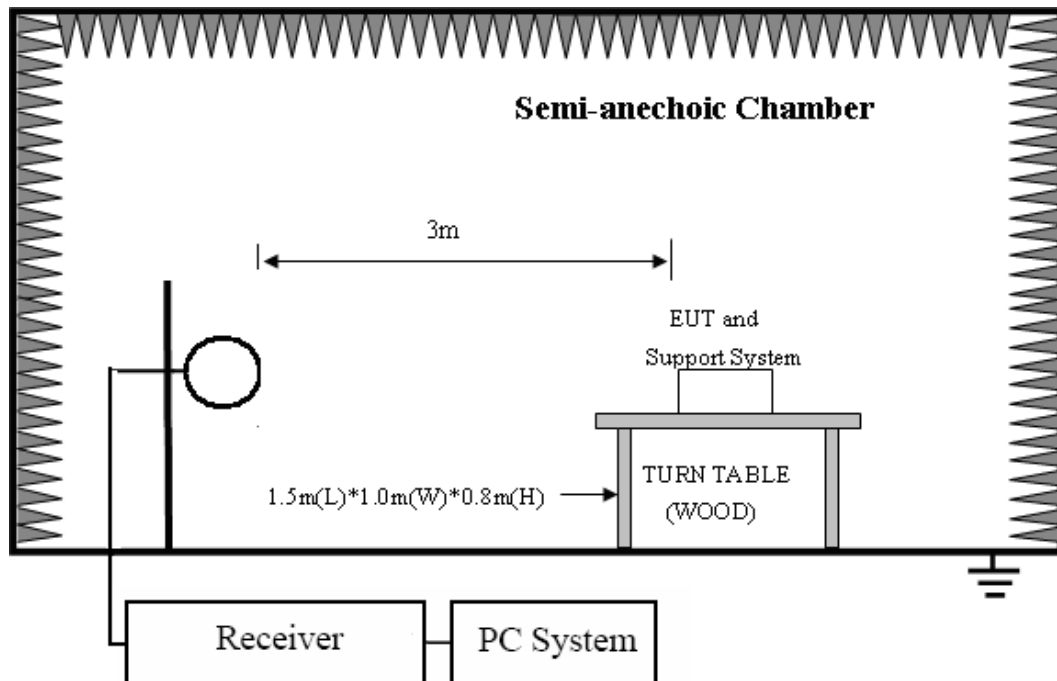 Semi-anechoic Chamber
3m
EUT and
Support System
1.5m(L)*1.0m(W)*0.8m(H)
TURN TABLE
(WOOD)
Receiver
PC System